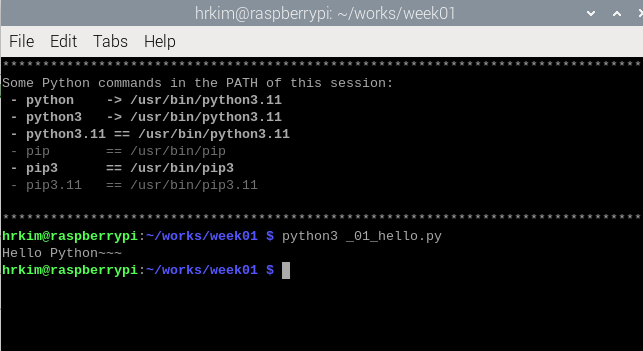 hrkim@raspberrypi: ~/works/week01
File Edit Tabs Help
********************************************************************************
Some Python commands in the PATH of this session:
- python -> /usr/bin/python3.11
- python3 -> /usr/bin/python3.11
- python3.11 == /usr/bin/python3.11
- pip == /usr/bin/pip
- pip3 == /usr/bin/pip3
- pip3.11 == /usr/bin/pip3.11
********************************************************************************
hrkim@raspberrypi:~/works/week01 $ python3 _01_hello.py
Hello Python~~~
hrkim@raspberrypi:~/works/week01 $